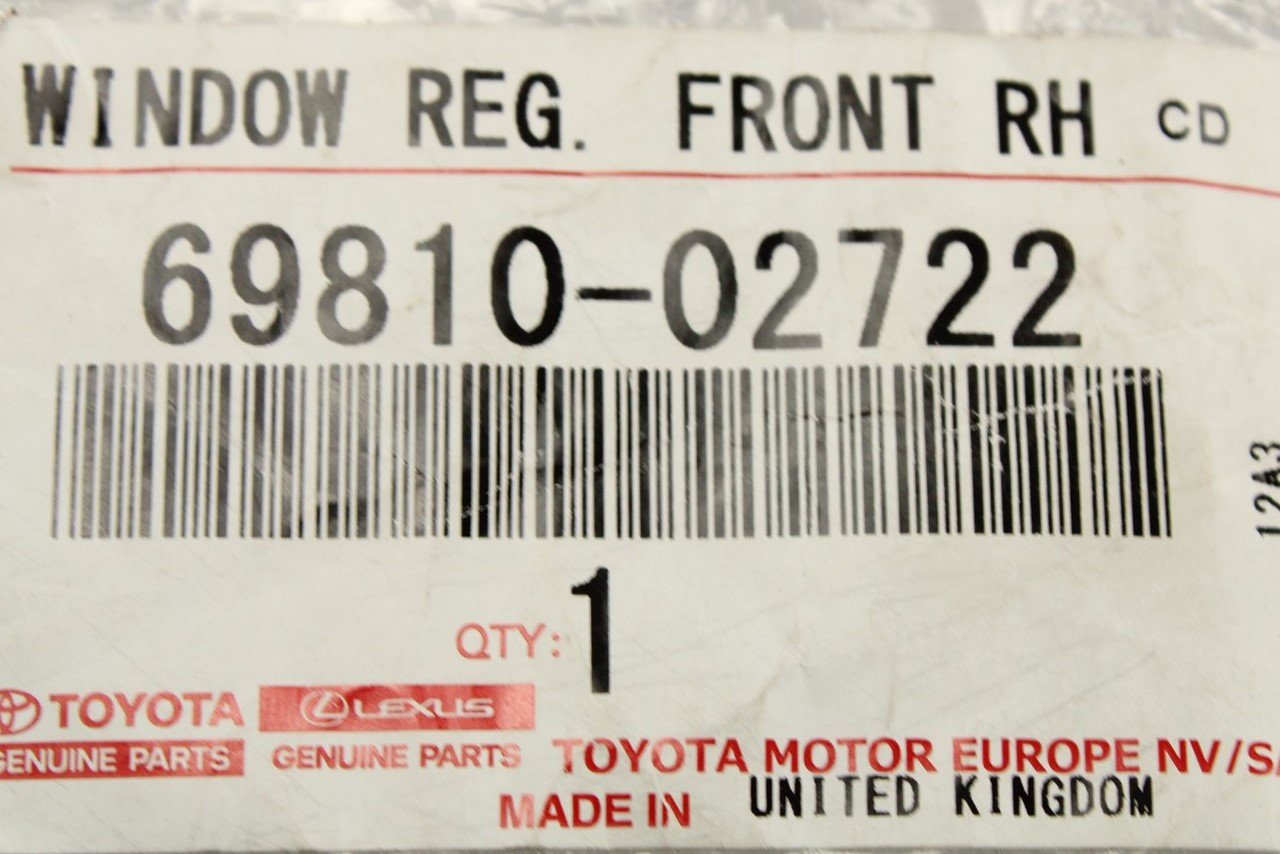 WINDOW REG. FRONT RH CD
69810-02722
12A3
QTY: 1
TOYOTA LEXUS
GENUINE PARTS GENUINE PARTS
TOYOTA MOTOR EUROPE NV/S
MADE IN UNITED KINGDOM